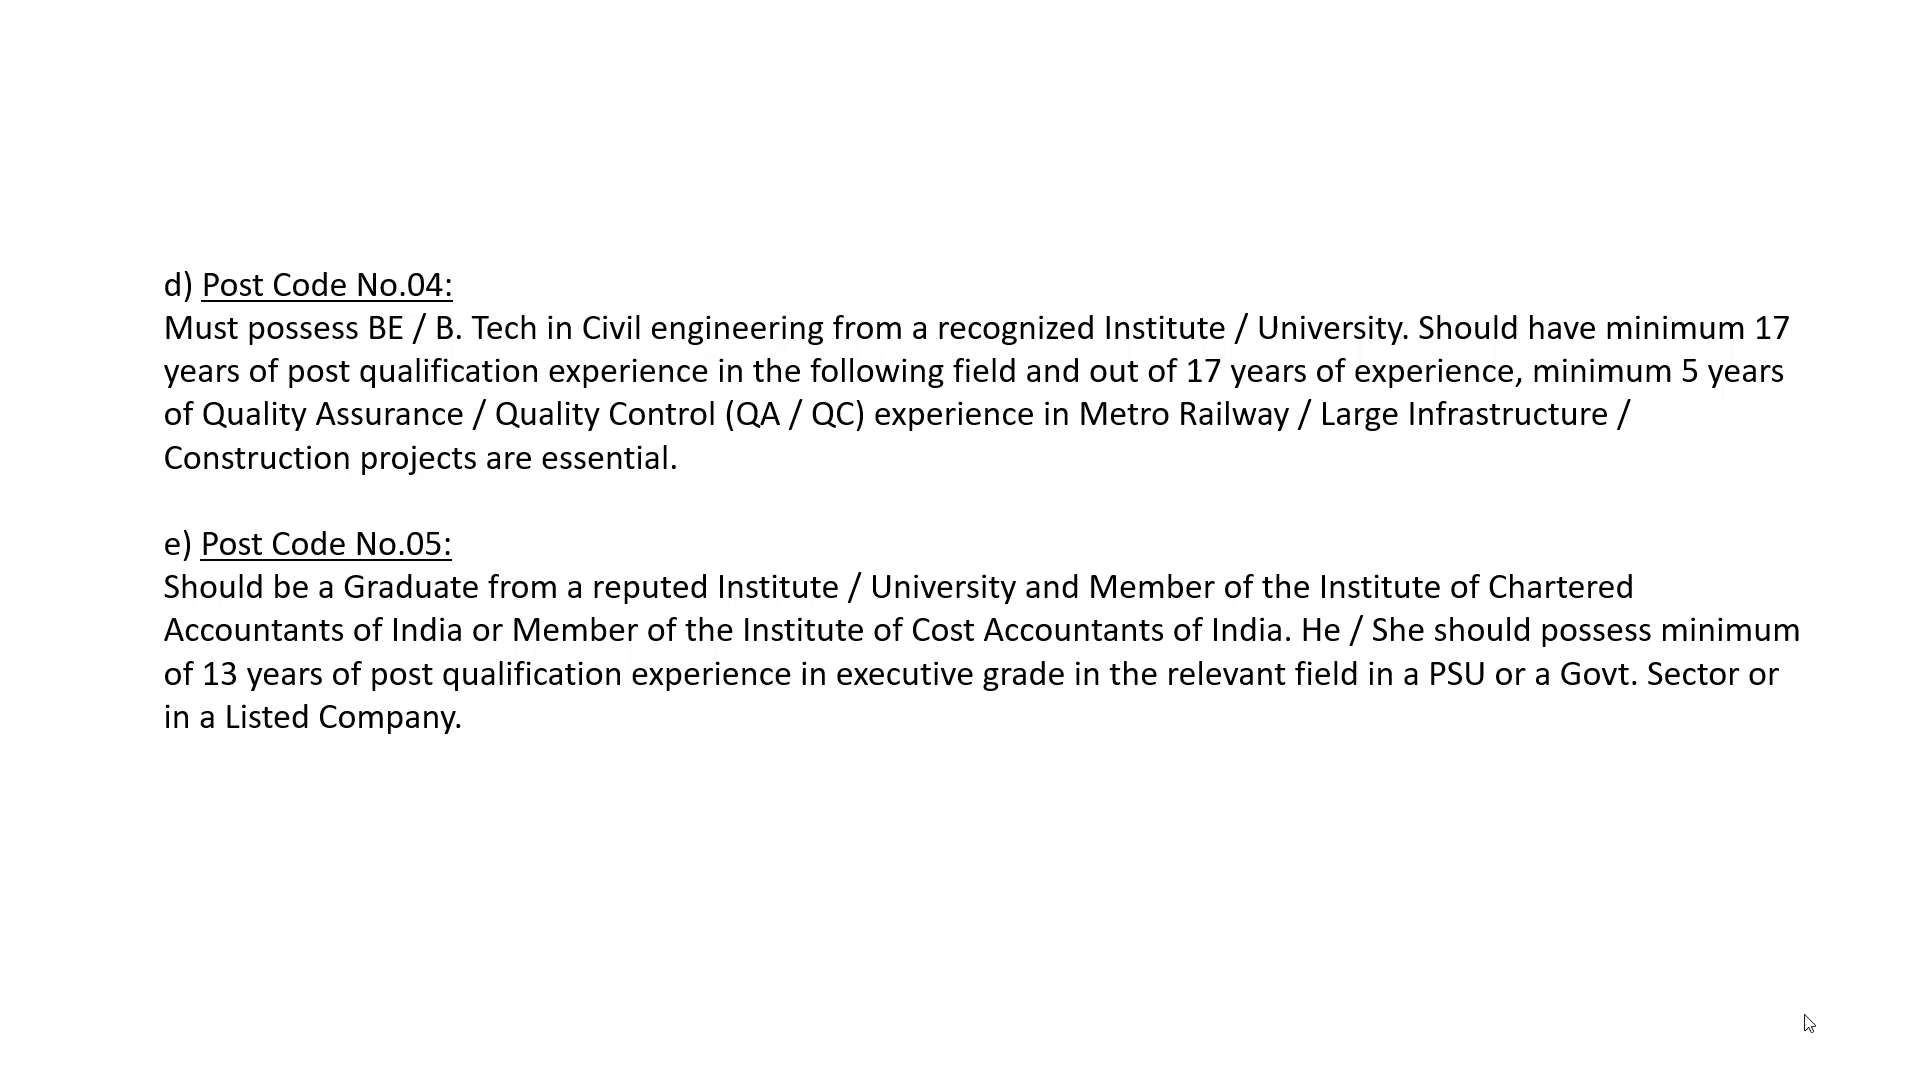 d) Post Code No.04:
Must possess BE / B. Tech in Civil engineering from a recognized Institute / University. Should have minimum 17
years of post qualification experience in the following field and out of 17 years of experience, minimum 5 years
of Quality Assurance / Quality Control (QA / QC) experience in Metro Railway / Large Infrastructure /
Construction projects are essential.
e) Post Code No.05:
Should be a Graduate from a reputed Institute / University and Member of the Institute of Chartered
Accountants of India or Member of the Institute of Cost Accountants of India. He / She should possess minimum
of 13 years of post qualification experience in executive grade in the relevant field in a PSU or a Govt. Sector or
in a Listed Company.